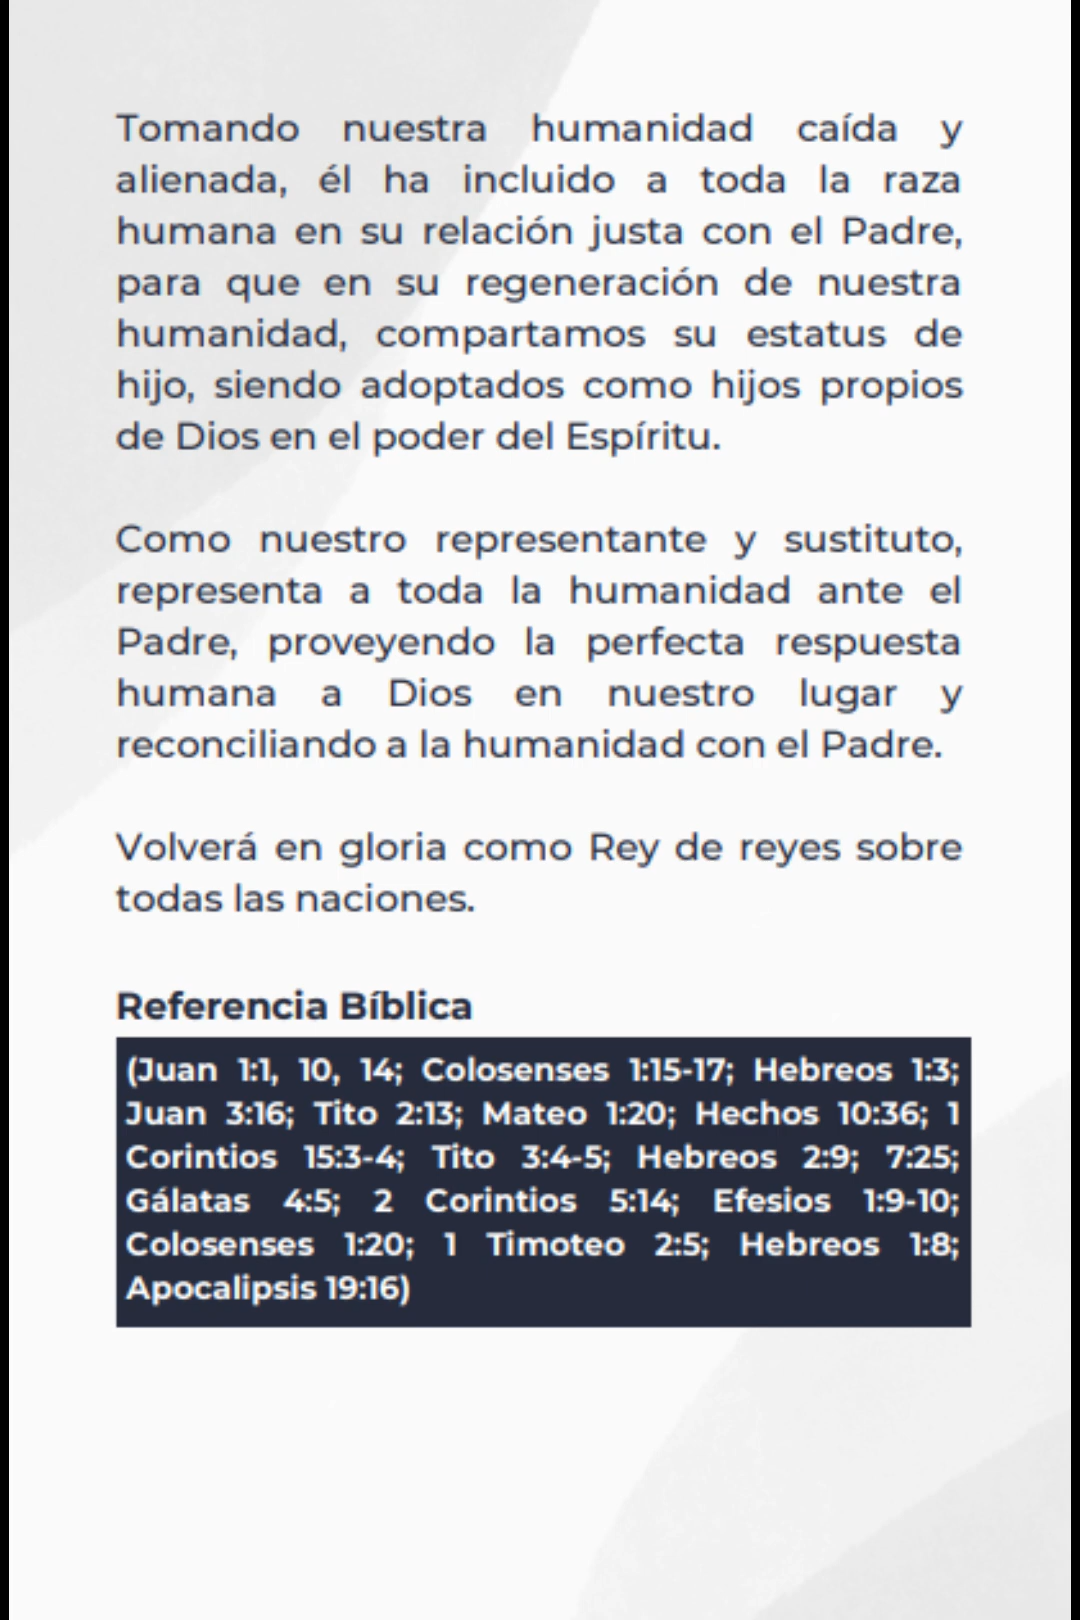 Tomando nuestra humanidad caída y
alienada, él ha incluido a toda la raza
humana en su relación justa con el Padre,
para que en su regeneración de nuestra
humanidad, compartamos su estatus de
hijo, siendo adoptados como hijos propios
de Dios en el poder del Espíritu.
Como nuestro representante y sustituto,
representa a toda la humanidad ante el
Padre, proveyendo la perfecta respuesta
humana a Dios en nuestro lugar y
reconciliando a la humanidad con el Padre.
Volverá en gloria como Rey de reyes sobre
todas las naciones.
Referencia Bíblica
(Juan 1:1, 10, 14; Colosenses 1:15-17; Hebreos 1:3;
Juan 3:16; Tito 2:13; Mateo 1:20; Hechos 10:36; 1
Corintios 15:3-4; Tito 3:4-5; Hebreos 2:9; 7:25;
Gálatas 4:5; 2 Corintios 5:14; Efesios 1:9-10;
Colosenses 1:20; 1 Timoteo 2:5; Hebreos 1:8;
Apocalipsis 19:16)